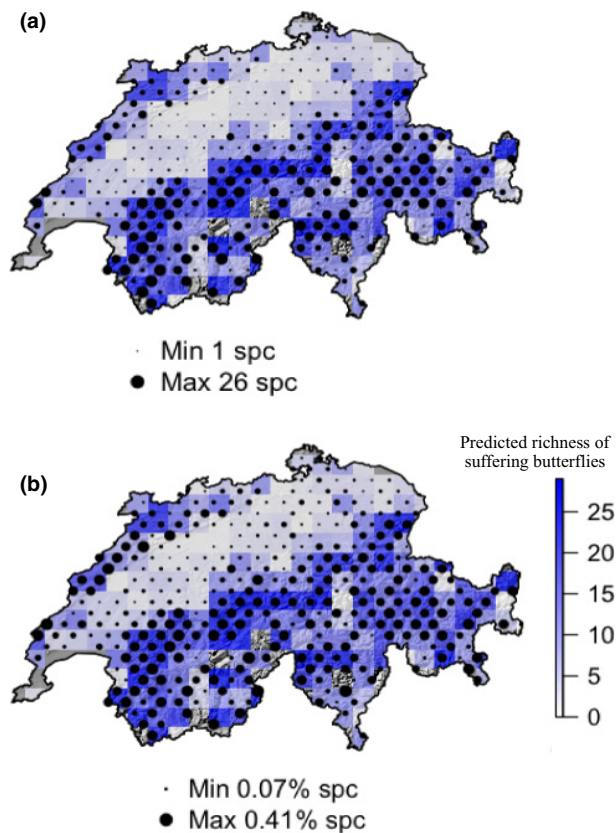 (a)
Min 1 spc
Max 26 spc
Predicted richness of
suffering butterflies
(b)
25
20
15
10
5
0
Min 0.07% spc
Max 0.41% spc